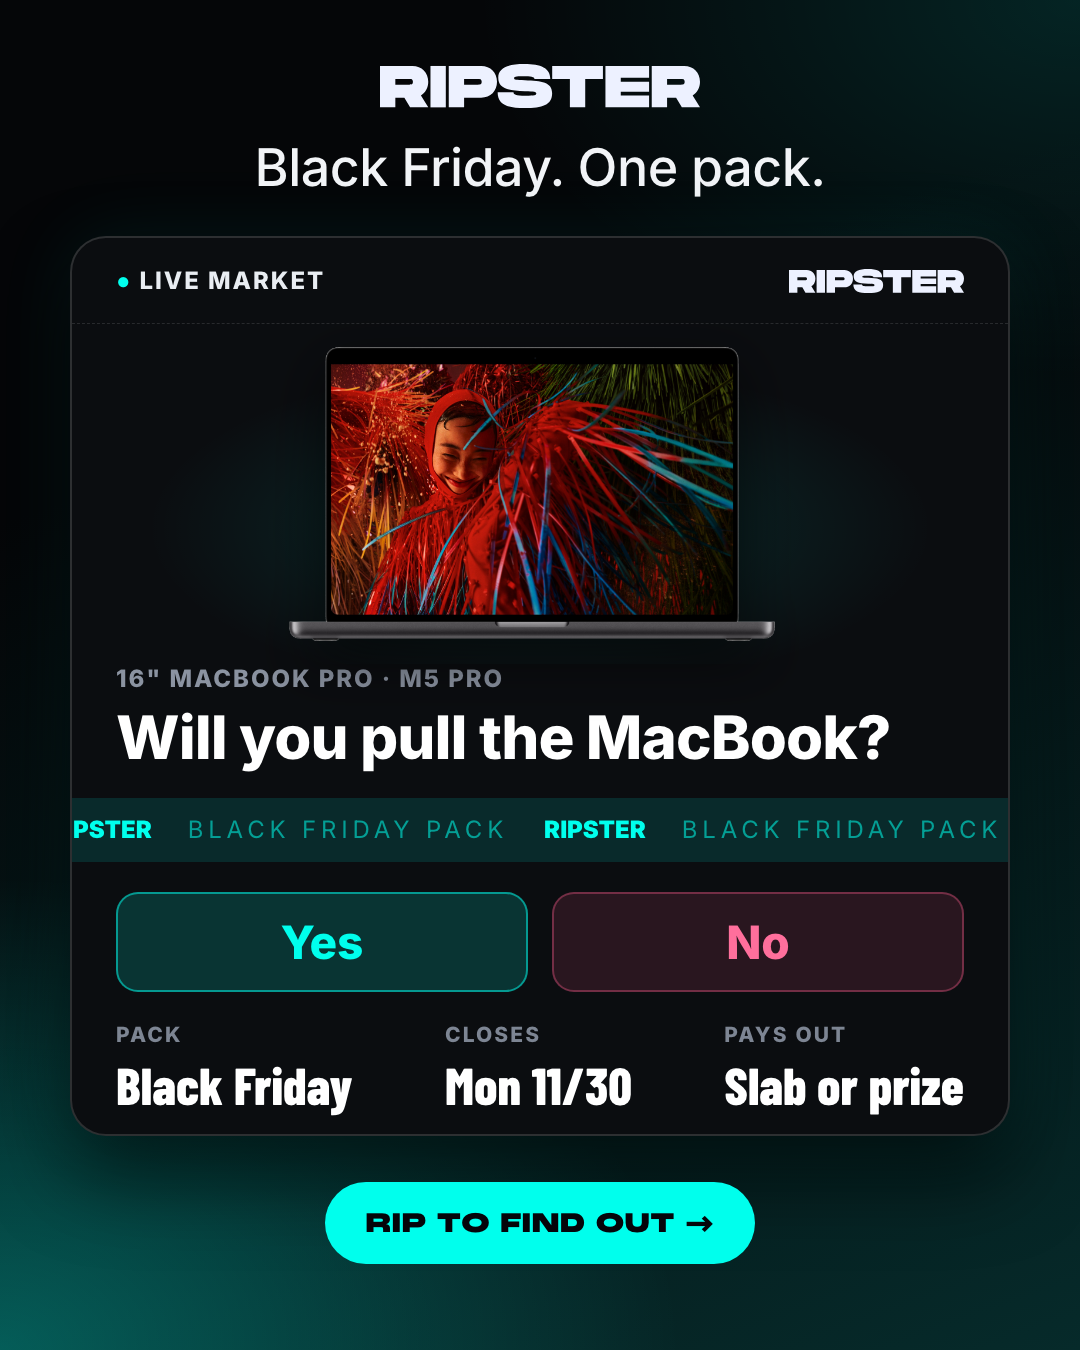 RIPSTER
Black Friday. One pack.
• LIVE MARKET
RIPSTER
16" MACBOOK PRO · M5 PRO
Will you pull the MacBook?
PSTER BLACK FRIDAY PACK RIPSTER BLACK FRIDAY PACK
Yes
No
PACK CLOSES PAYS OUT
Black Friday Mon 11/30 Slab or prize
RIP TO FIND OUT →